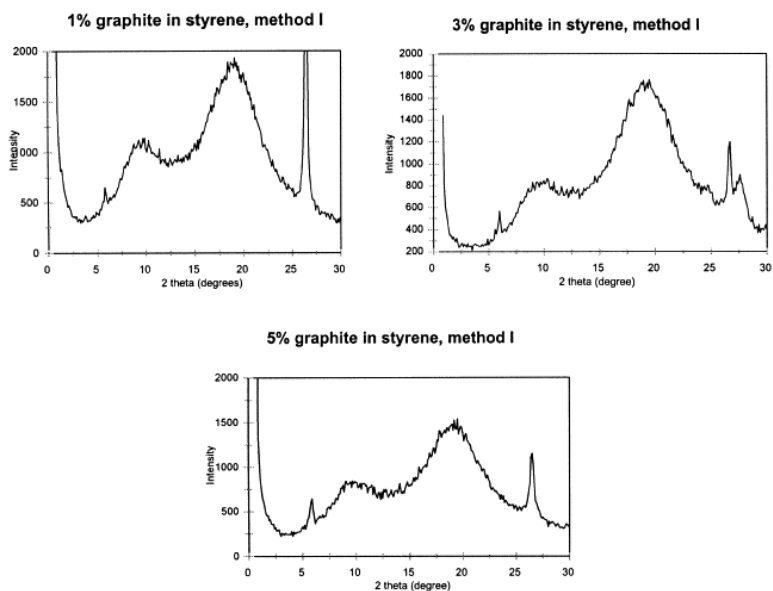 1% graphite in styrene, method I
2000
1500
1000
500
0
Intensity
0 5 10 15 20 25 30
2 theta (degrees)
3% graphite in styrene, method I
2000
1800
1600
1400
1200
1000
800
600
400
200
Intensity
0 5 10 15 20 25 30
2 theta (degree)
5% graphite in styrene, method I
2000
1500
1000
500
0
Intensity
0 5 10 15 20 25 30
2 theta (degree)